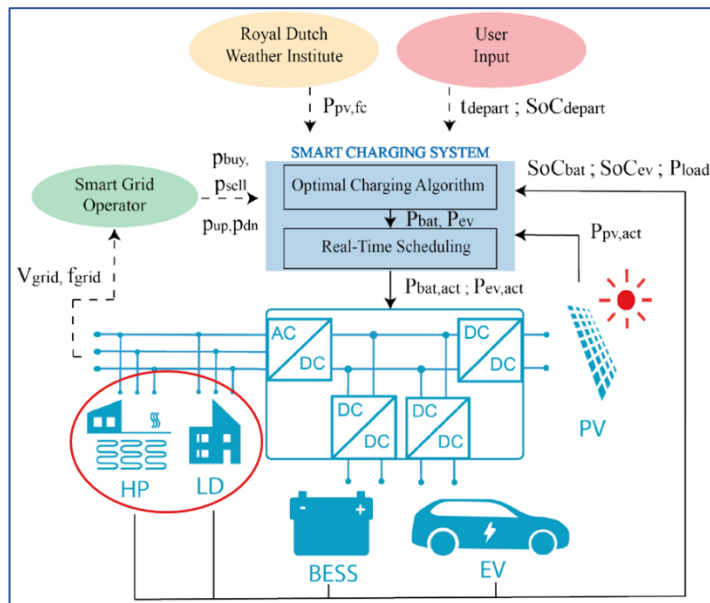 Royal Dutch
Weather Institute
User
Input
Ppv,fc
tdepart ; SoCdepart
SMART CHARGING SYSTEM
pbuy,
psell
pup,pdn
Smart Grid
Operator
Optimal Charging Algorithm
SoCbat ; SoCev ; Pload
Pbat, Pev
Real-Time Scheduling
Ppv,act
Vgrid, fgrid
Pbat,act ; Pev,act
AC
DC
DC
DC
DC
DC
DC
DC
HP
LD
PV
BESS
EV